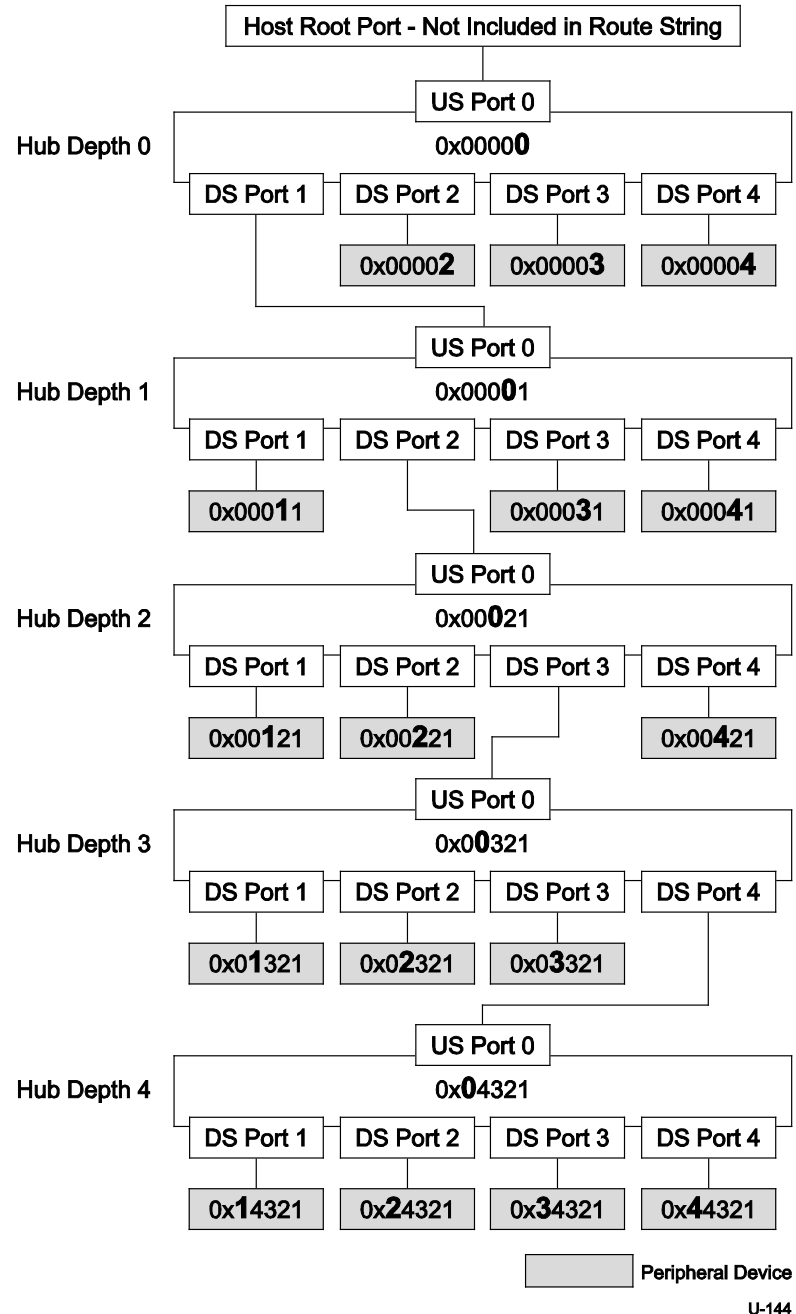 Host Root Port - Not Included in Route String
US Port 0
Hub Depth 0
0x00000
DS Port 1
DS Port 2
DS Port 3
DS Port 4
0x00002
0x00003
0x00004
US Port 0
Hub Depth 1
0x00001
DS Port 1
DS Port 2
DS Port 3
DS Port 4
0x00011
0x00031
0x00041
US Port 0
Hub Depth 2
0x00021
DS Port 1
DS Port 2
DS Port 3
DS Port 4
0x00121
0x00221
0x00421
US Port 0
Hub Depth 3
0x00321
DS Port 1
DS Port 2
DS Port 3
DS Port 4
0x01321
0x02321
0x03321
US Port 0
Hub Depth 4
0x04321
DS Port 1
DS Port 2
DS Port 3
DS Port 4
0x14321
0x24321
0x34321
0x44321
Peripheral Device
U-144